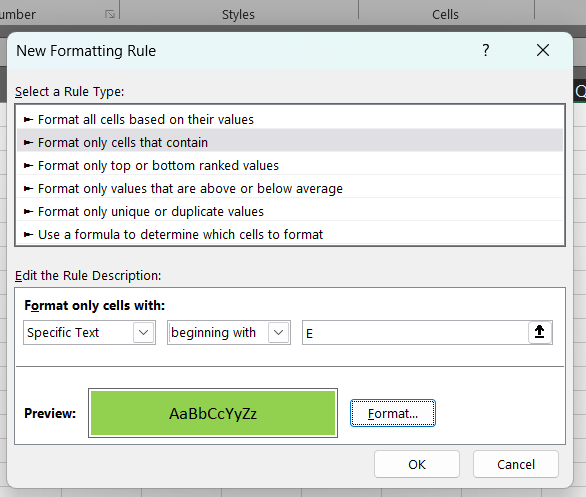 Styles Cells
New Formatting Rule ?
Select a Rule Type:
► Format all cells based on their values
► Format only cells that contain
► Format only top or bottom ranked values
► Format only values that are above or below average
► Format only unique or duplicate values
► Use a formula to determine which cells to format
Edit the Rule Description:
Format only cells with:
Specific Text beginning with E
Preview: AaBbCcYyZz Format...
OK Cancel
Q